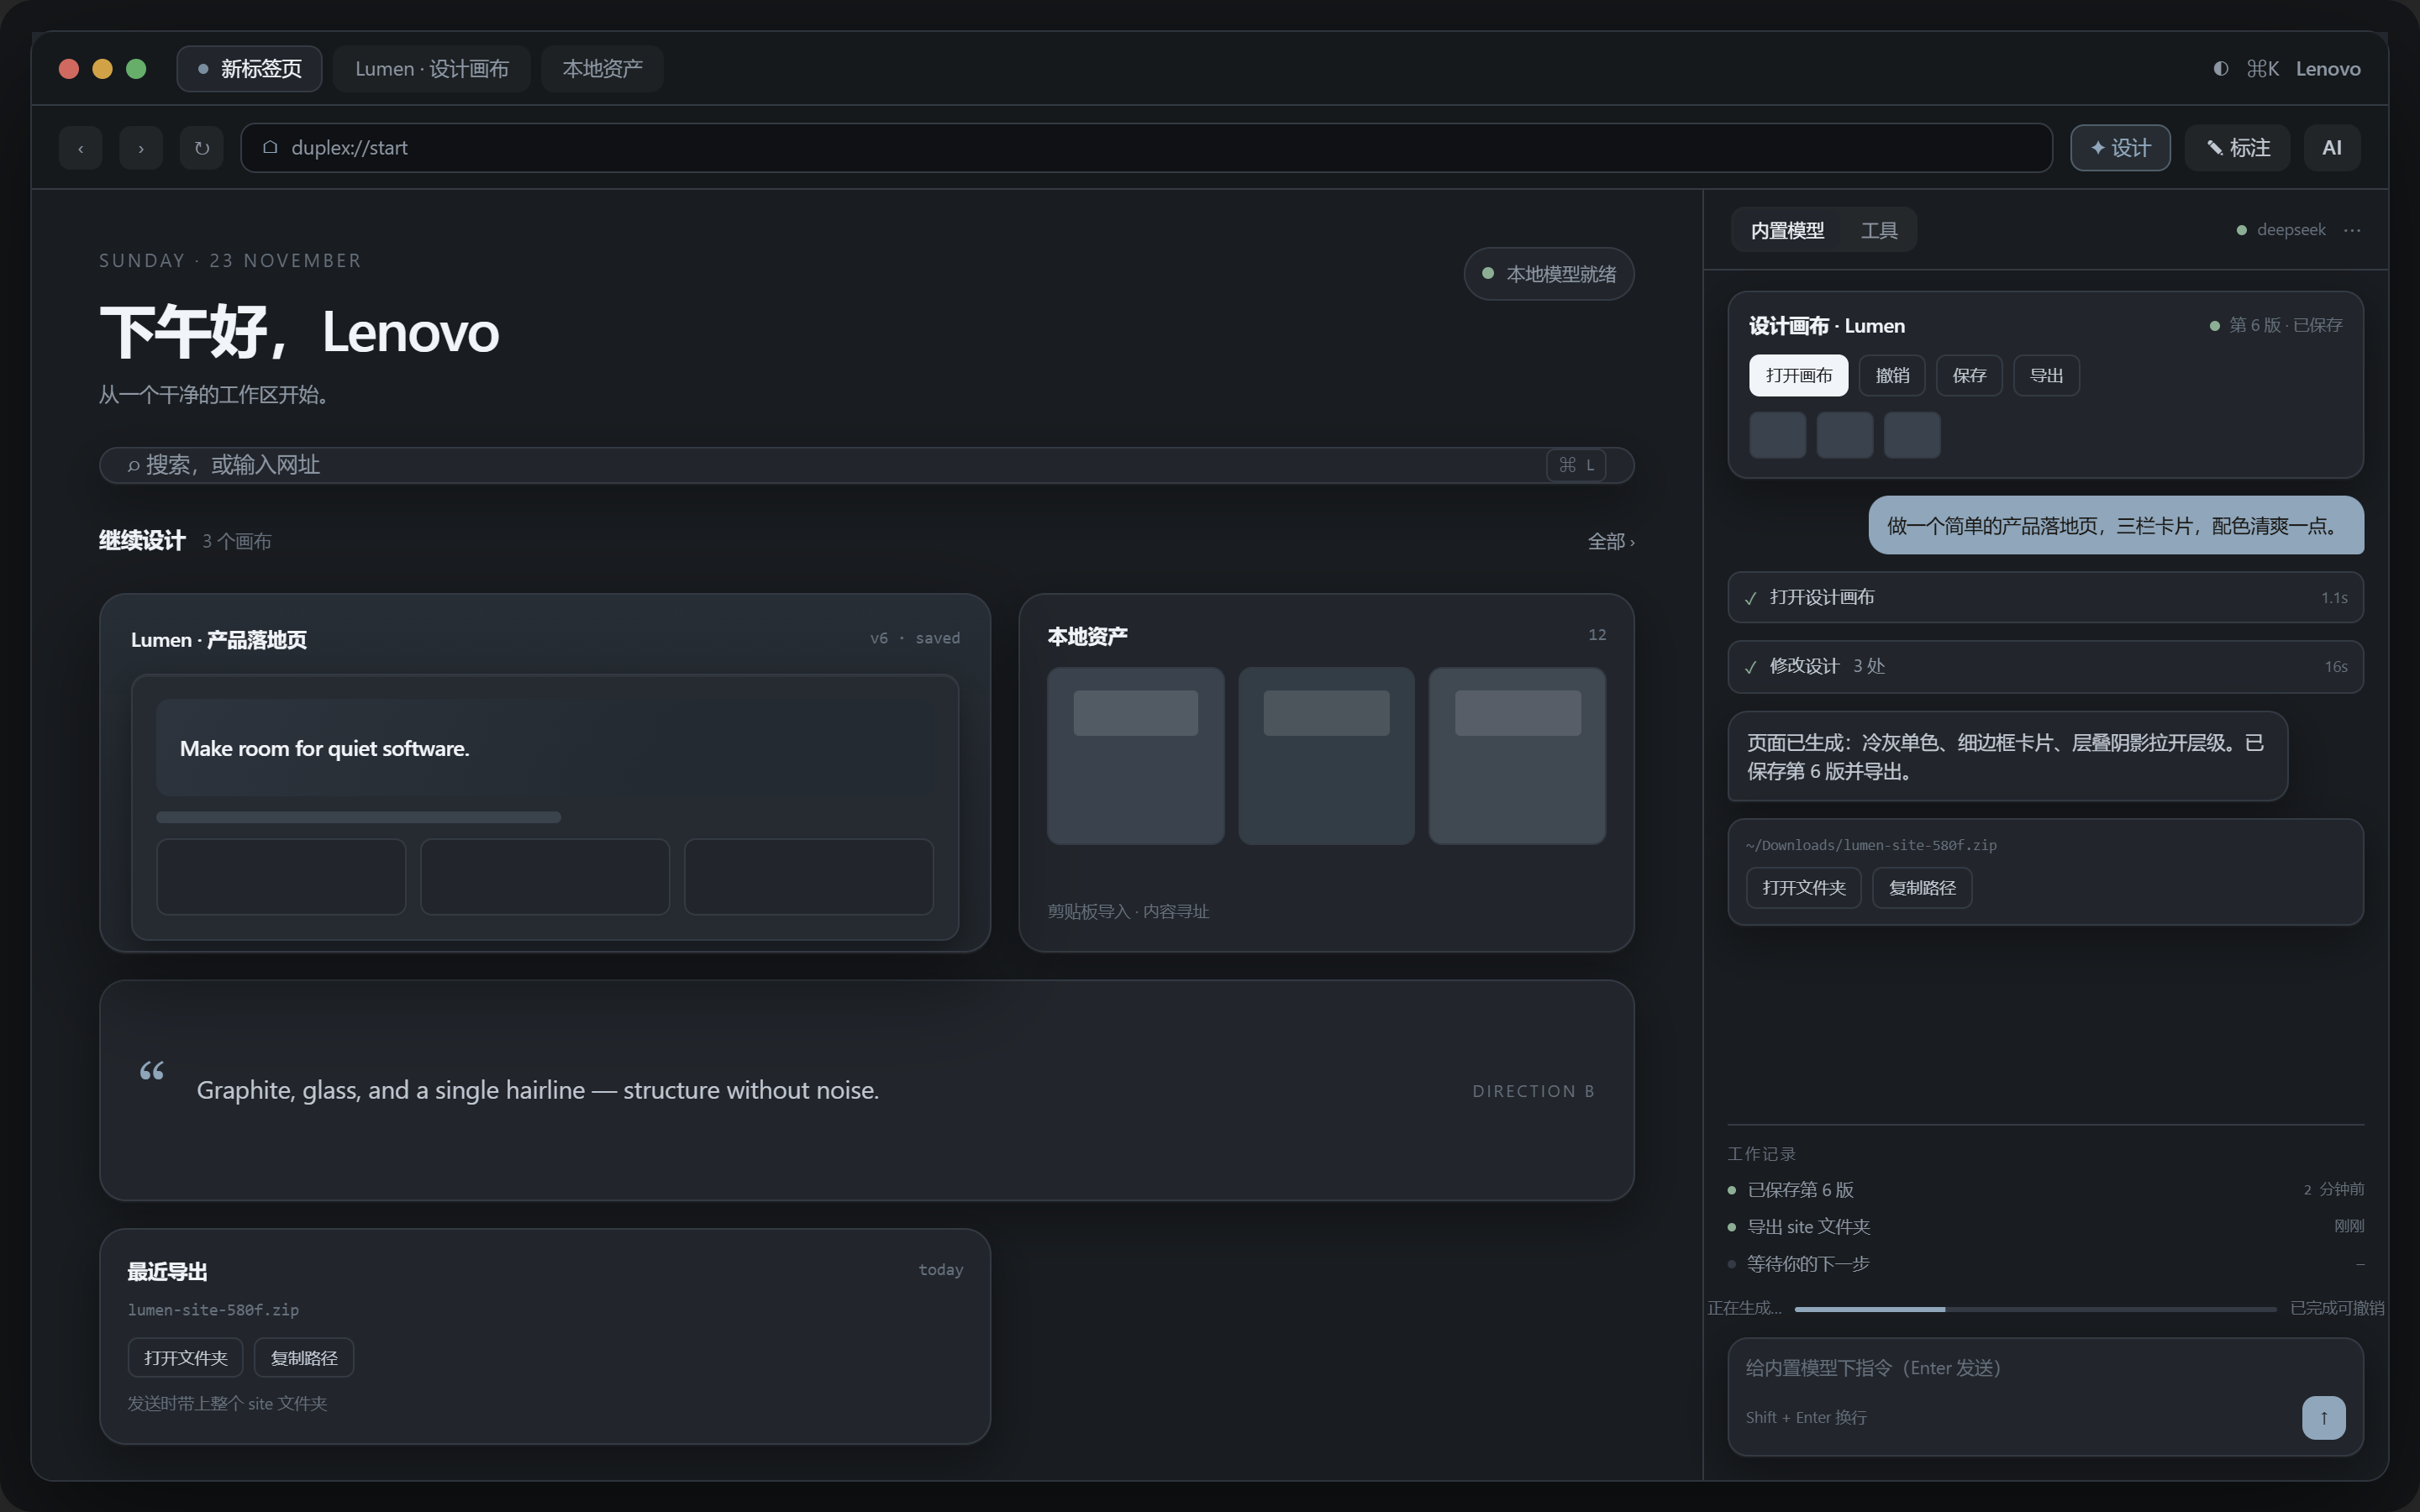 新标签页
Lumen · 设计画布
本地资产
⌘K
Lenovo
duplex://start
设计
标注
AI
SUNDAY · 23 NOVEMBER
本地模型就绪
下午好，Lenovo
从一个干净的工作区开始。
搜索，或输入网址
⌘ L
继续设计 3 个画布
全部 ›
Lumen · 产品落地页
v6 · saved
Make room for quiet software.
本地资产
12
剪贴板导入 · 内容寻址
“ Graphite, glass, and a single hairline — structure without noise.
DIRECTION B
最近导出
today
lumen-site-580f.zip
打开文件夹
复制路径
发送时带上整个 site 文件夹
内置模型
工具
deepseek ···
设计画布 · Lumen
第 6 版 · 已保存
打开画布
撤销
保存
导出
做一个简单的产品落地页，三栏卡片，配色清爽一点。
✓ 打开设计画布
1.1s
✓ 修改设计 3 处
16s
页面已生成：冷灰单色、细边框卡片、层叠阴影拉开层级。已
保存第 6 版并导出。
~/Downloads/lumen-site-580f.zip
打开文件夹
复制路径
工作记录
已保存第 6 版
2 分钟前
导出 site 文件夹
刚刚
等待你的下一步
—
正在生成...
已完成可撤销
给内置模型下指令（Enter 发送）
Shift + Enter 换行
↑